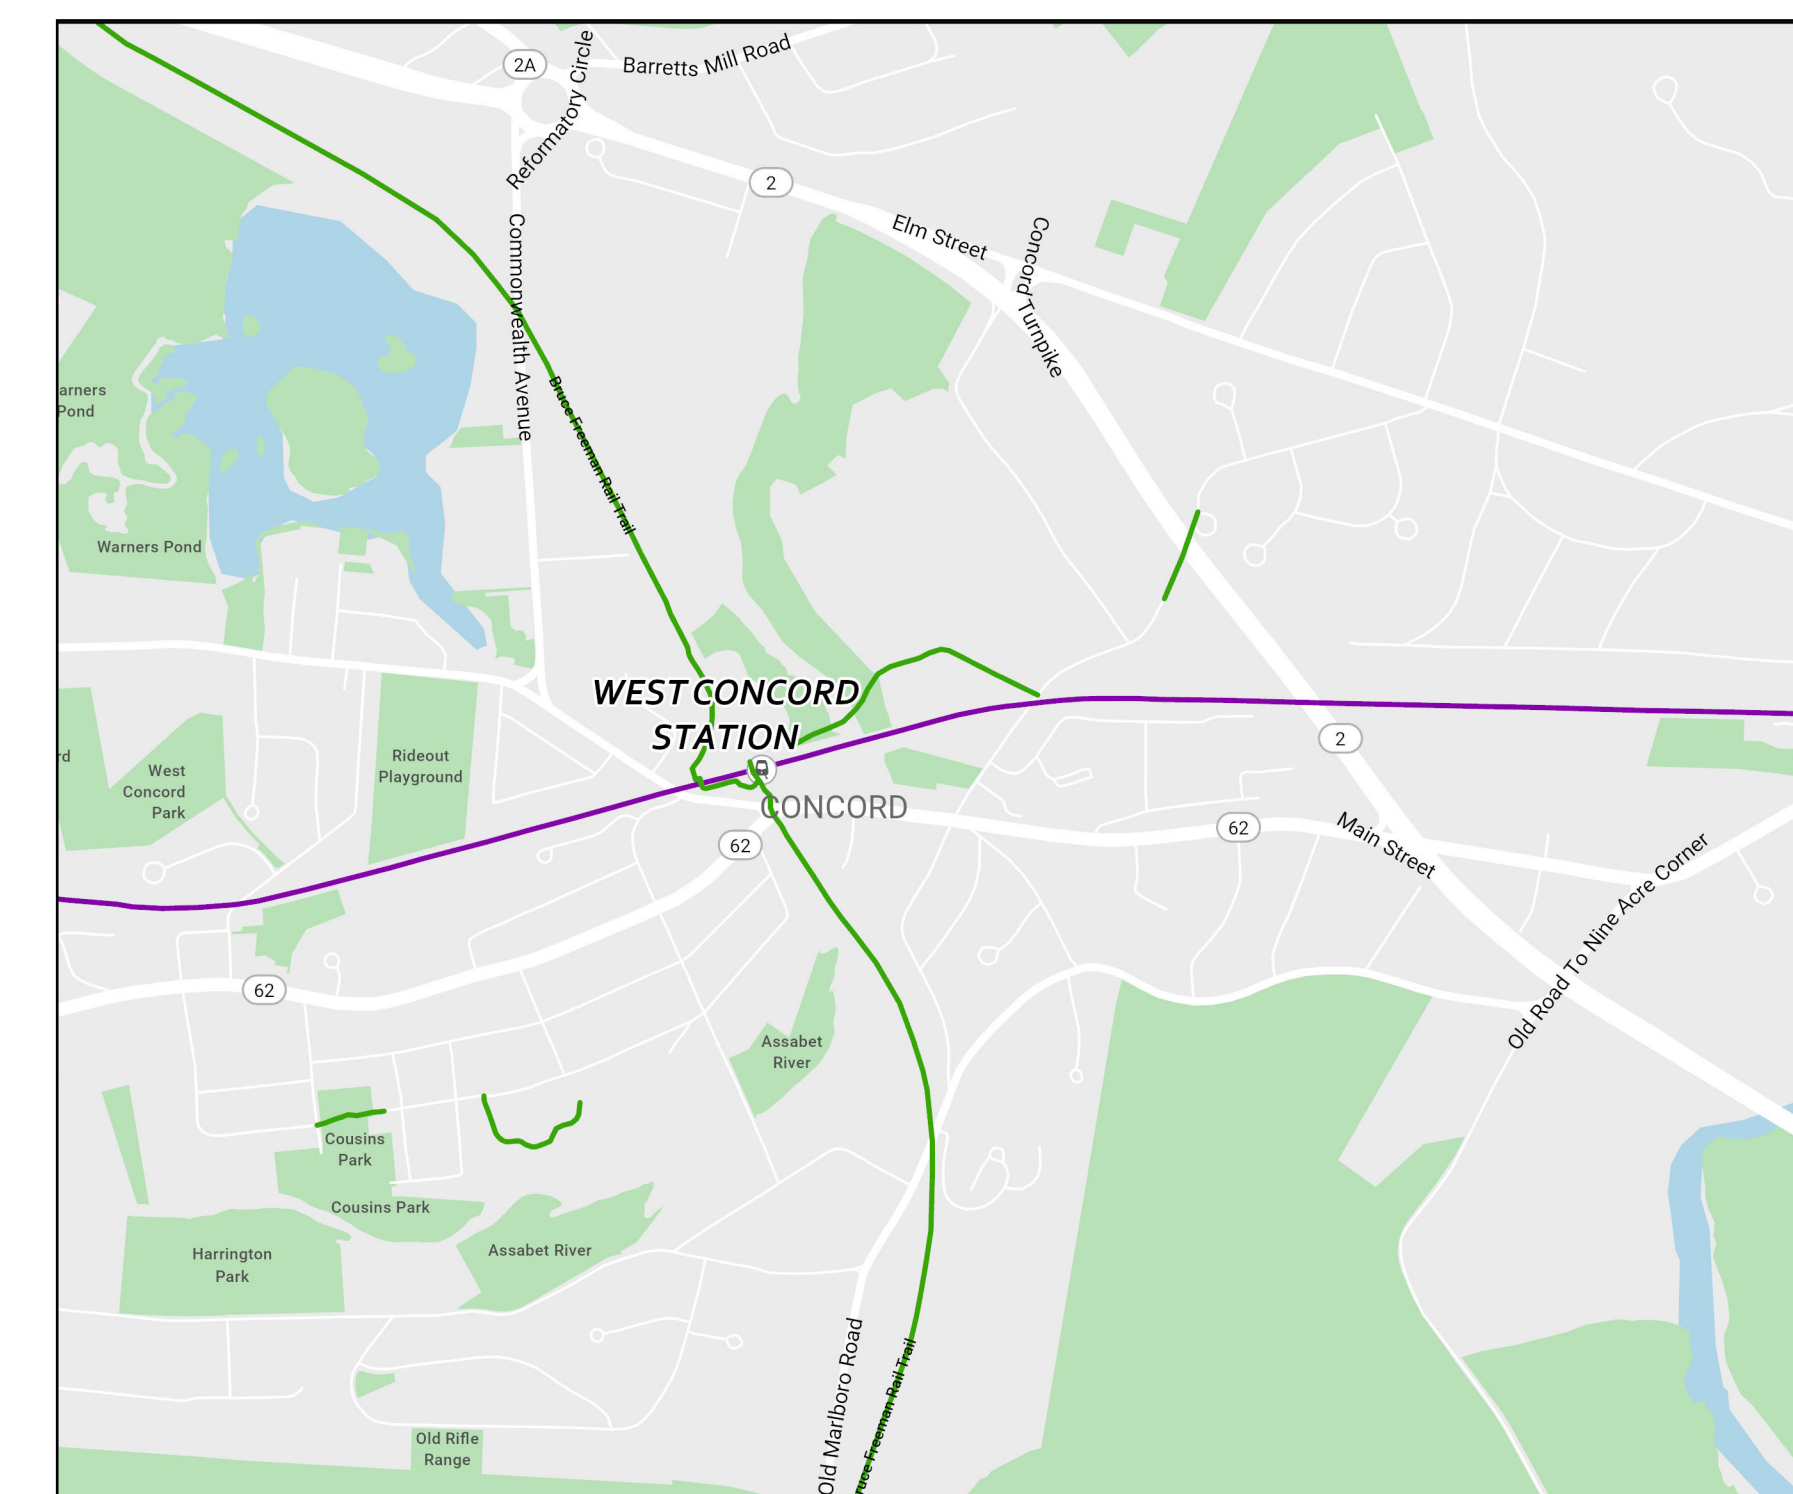 2A
Reformatory Circle
Barretts Mill Road
2
Elm Street
Concord Turnpike
Commonwealth Avenue
Bruce Freeman Rail Trail
arners
Pond
Warners Pond
WEST CONCORD
STATION
rd
West
Concord
Park
Rideout
Playground
CONCORD
2
62
62
Main Street
Old Road To Nine Acre Corner
62
Assabet
River
Cousins
Park
Cousins Park
Harrington
Park
Assabet River
Old Marlboro Road
ruce Freeman Rail Trail
Old Rifle
Range